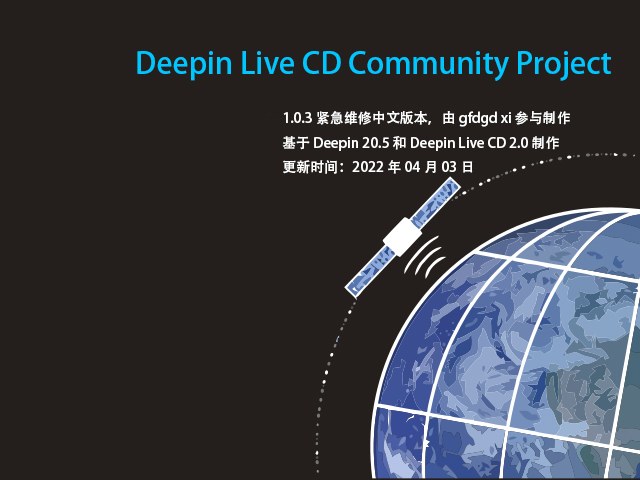 Deepin Live CD Community Project
1.0.3 紧急维修中文版本，由 gfdgd xi 参与制作
基于 Deepin 20.5 和 Deepin Live CD 2.0 制作
更新时间：2022 年 04 月 03 日